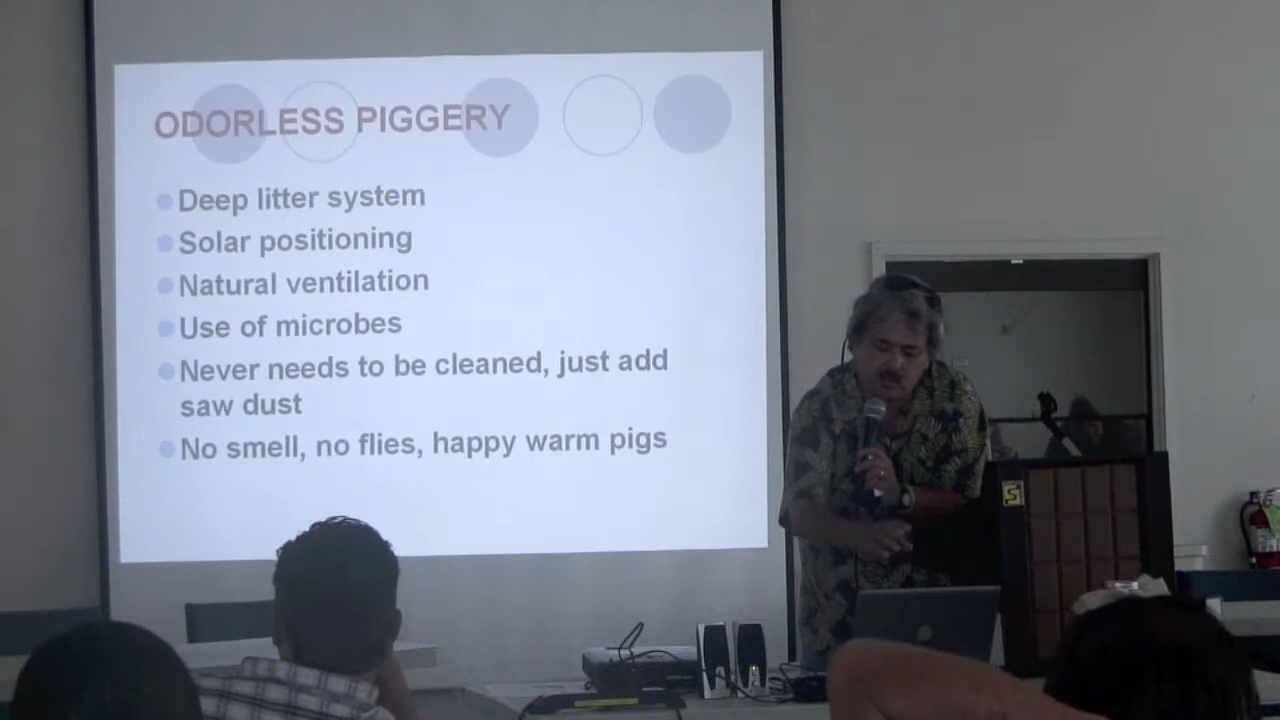 ODORLESS PIGGERY
Deep litter system
Solar positioning
Natural ventilation
Use of microbes
Never needs to be cleaned, just add
saw dust
No smell, no flies, happy warm pigs
S